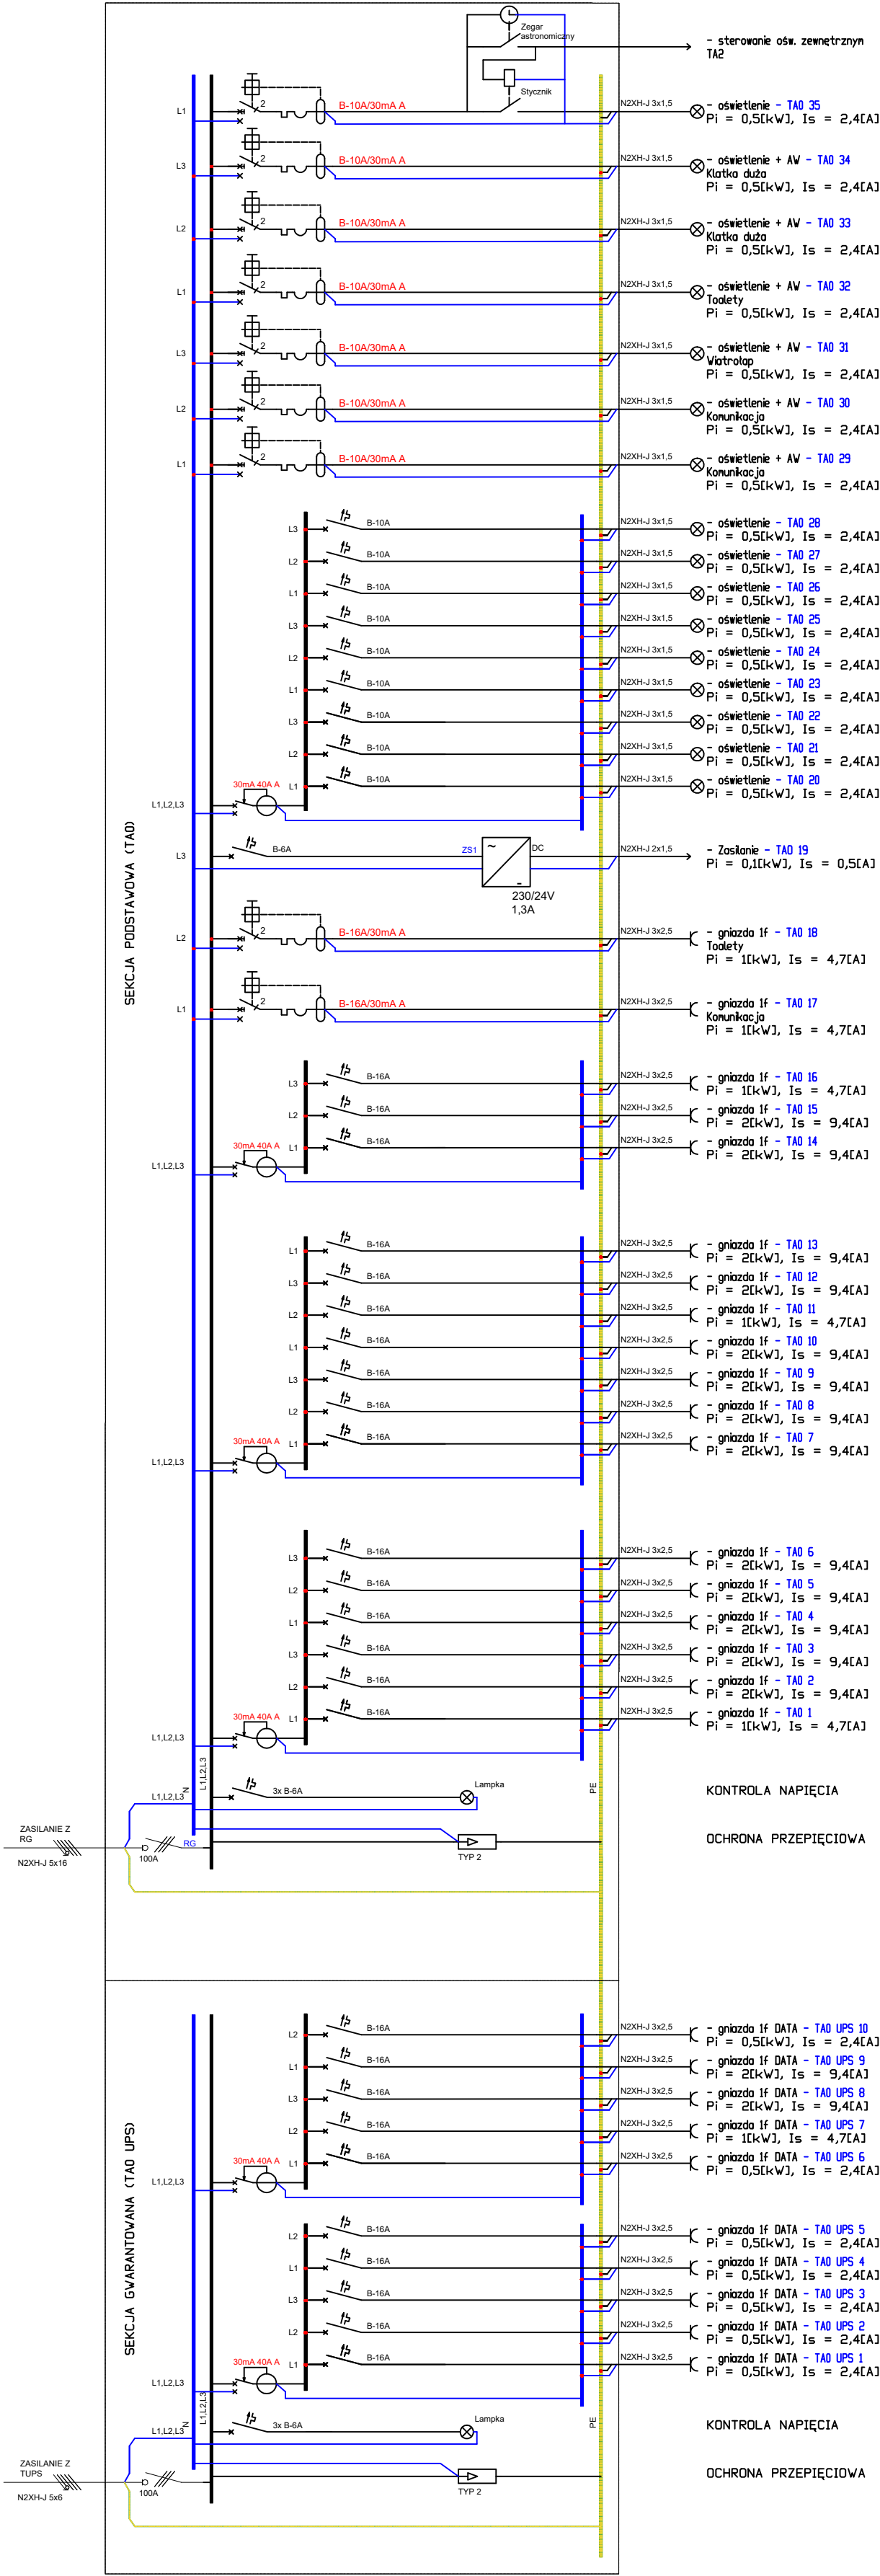 Zegar
astronomiczny
- sterowanie ośw. zewnętrznym
TA2
Stycznik
L1
2
B-10A/30mA A
N2XH-J 3x1,5
- oświetlenie - TAO 35
Pi = 0,5[kW], Is = 2,4[A]
L3
2
B-10A/30mA A
N2XH-J 3x1,5
- oświetlenie + AW - TAO 34
Klatka duża
Pi = 0,5[kW], Is = 2,4[A]
L2
2
B-10A/30mA A
N2XH-J 3x1,5
- oświetlenie + AW - TAO 33
Klatka duża
Pi = 0,5[kW], Is = 2,4[A]
L1
2
B-10A/30mA A
N2XH-J 3x1,5
- oświetlenie + AW - TAO 32
Toalety
Pi = 0,5[kW], Is = 2,4[A]
L3
2
B-10A/30mA A
N2XH-J 3x1,5
- oświetlenie + AW - TAO 31
Wiatrołap
Pi = 0,5[kW], Is = 2,4[A]
L2
2
B-10A/30mA A
N2XH-J 3x1,5
- oświetlenie + AW - TAO 30
Komunikacja
Pi = 0,5[kW], Is = 2,4[A]
L1
2
B-10A/30mA A
N2XH-J 3x1,5
- oświetlenie + AW - TAO 29
Komunikacja
Pi = 0,5[kW], Is = 2,4[A]
L3
B-10A
N2XH-J 3x1,5
- oświetlenie - TAO 28
Pi = 0,5[kW], Is = 2,4[A]
L2
B-10A
N2XH-J 3x1,5
- oświetlenie - TAO 27
Pi = 0,5[kW], Is = 2,4[A]
L1
B-10A
N2XH-J 3x1,5
- oświetlenie - TAO 26
Pi = 0,5[kW], Is = 2,4[A]
L3
B-10A
N2XH-J 3x1,5
- oświetlenie - TAO 25
Pi = 0,5[kW], Is = 2,4[A]
L2
B-10A
N2XH-J 3x1,5
- oświetlenie - TAO 24
Pi = 0,5[kW], Is = 2,4[A]
L1
B-10A
N2XH-J 3x1,5
- oświetlenie - TAO 23
Pi = 0,5[kW], Is = 2,4[A]
L3
B-10A
N2XH-J 3x1,5
- oświetlenie - TAO 22
Pi = 0,5[kW], Is = 2,4[A]
L2
B-10A
N2XH-J 3x1,5
- oświetlenie - TAO 21
Pi = 0,5[kW], Is = 2,4[A]
L1
B-10A
N2XH-J 3x1,5
- oświetlenie - TAO 20
Pi = 0,5[kW], Is = 2,4[A]
L1,L2,L3
30mA 40A A
SEKCJA PODSTAWOWA (TAO)
L3
B-6A
ZS1
~
-
DC
230/24V
1,3A
N2XH-J 2x1,5
- Zasilanie - TAO 19
Pi = 0,1[kW], Is = 0,5[A]
L2
2
B-16A/30mA A
N2XH-J 3x2,5
- gniazda 1f - TAO 18
Toalety
Pi = 1[kW], Is = 4,7[A]
L1
2
B-16A/30mA A
N2XH-J 3x2,5
- gniazda 1f - TAO 17
Komunikacja
Pi = 1[kW], Is = 4,7[A]
L3
B-16A
N2XH-J 3x2,5
- gniazda 1f - TAO 16
Pi = 1[kW], Is = 4,7[A]
L2
B-16A
N2XH-J 3x2,5
- gniazda 1f - TAO 15
Pi = 2[kW], Is = 9,4[A]
L1
B-16A
N2XH-J 3x2,5
- gniazda 1f - TAO 14
Pi = 2[kW], Is = 9,4[A]
L1,L2,L3
30mA 40A A
L1
B-16A
N2XH-J 3x2,5
- gniazda 1f - TAO 13
Pi = 2[kW], Is = 9,4[A]
L3
B-16A
N2XH-J 3x2,5
- gniazda 1f - TAO 12
Pi = 2[kW], Is = 9,4[A]
L2
B-16A
N2XH-J 3x2,5
- gniazda 1f - TAO 11
Pi = 1[kW], Is = 4,7[A]
L1
B-16A
N2XH-J 3x2,5
- gniazda 1f - TAO 10
Pi = 2[kW], Is = 9,4[A]
L3
B-16A
N2XH-J 3x2,5
- gniazda 1f - TAO 9
Pi = 2[kW], Is = 9,4[A]
L2
B-16A
N2XH-J 3x2,5
- gniazda 1f - TAO 8
Pi = 2[kW], Is = 9,4[A]
L1
B-16A
N2XH-J 3x2,5
- gniazda 1f - TAO 7
Pi = 2[kW], Is = 9,4[A]
L1,L2,L3
30mA 40A A
L3
B-16A
N2XH-J 3x2,5
- gniazda 1f - TAO 6
Pi = 2[kW], Is = 9,4[A]
L2
B-16A
N2XH-J 3x2,5
- gniazda 1f - TAO 5
Pi = 2[kW], Is = 9,4[A]
L1
B-16A
N2XH-J 3x2,5
- gniazda 1f - TAO 4
Pi = 2[kW], Is = 9,4[A]
L3
B-16A
N2XH-J 3x2,5
- gniazda 1f - TAO 3
Pi = 2[kW], Is = 9,4[A]
L2
B-16A
N2XH-J 3x2,5
- gniazda 1f - TAO 2
Pi = 2[kW], Is = 9,4[A]
L1
B-16A
N2XH-J 3x2,5
- gniazda 1f - TAO 1
Pi = 1[kW], Is = 4,7[A]
L1,L2,L3
30mA 40A A
L1,L2,L3
N
L1,L2,L3
3x B-6A
Lampka
PE
KONTROLA NAPIĘCIA
ZASILANIE Z
RG
N2XH-J 5x16
100A
RG
TYP 2
OCHRONA PRZEPIĘCIOWA
SEKCJA GWARANTOWANA (TAO UPS)
L2
B-16A
N2XH-J 3x2,5
- gniazda 1f DATA - TAO UPS 10
Pi = 0,5[kW], Is = 2,4[A]
L1
B-16A
N2XH-J 3x2,5
- gniazda 1f DATA - TAO UPS 9
Pi = 2[kW], Is = 9,4[A]
L3
B-16A
N2XH-J 3x2,5
- gniazda 1f DATA - TAO UPS 8
Pi = 2[kW], Is = 9,4[A]
L2
B-16A
N2XH-J 3x2,5
- gniazda 1f DATA - TAO UPS 7
Pi = 1[kW], Is = 4,7[A]
L1
B-16A
N2XH-J 3x2,5
- gniazda 1f DATA - TAO UPS 6
Pi = 0,5[kW], Is = 2,4[A]
L1,L2,L3
30mA 40A A
L2
B-16A
N2XH-J 3x2,5
- gniazda 1f DATA - TAO UPS 5
Pi = 0,5[kW], Is = 2,4[A]
L1
B-16A
N2XH-J 3x2,5
- gniazda 1f DATA - TAO UPS 4
Pi = 0,5[kW], Is = 2,4[A]
L3
B-16A
N2XH-J 3x2,5
- gniazda 1f DATA - TAO UPS 3
Pi = 0,5[kW], Is = 2,4[A]
L2
B-16A
N2XH-J 3x2,5
- gniazda 1f DATA - TAO UPS 2
Pi = 0,5[kW], Is = 2,4[A]
L1
B-16A
N2XH-J 3x2,5
- gniazda 1f DATA - TAO UPS 1
Pi = 0,5[kW], Is = 2,4[A]
L1,L2,L3
30mA 40A A
L1,L2,L3
N
L1,L2,L3
3x B-6A
Lampka
PE
KONTROLA NAPIĘCIA
ZASILANIE Z
TUPS
N2XH-J 5x6
100A
TYP 2
OCHRONA PRZEPIĘCIOWA